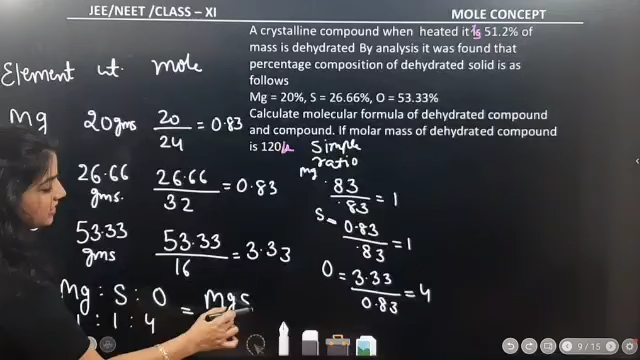 JEE/NEET /CLASS – XI
MOLE CONCEPT
A crystalline compound when heated it is 51.2% of
mass is dehydrated By analysis it was found that
percentage composition of dehydrated solid is as
follows
Mg = 20%, S = 26.66%, O = 53.33%
Calculate molecular formula of dehydrated compound
and compound. If molar mass of dehydrated compound
is 120
Element wt. mole
Mg 20gms 20/24 = 0.83
26.66 gms. 26.66/32 = 0.83
53.33 gms 53.33/16 = 3.33
Mg : S : O = MgS
1 : 1 : 4
Simple
ratio
Mg .83/.83 = 1
S = 0.83/.83 = 1
O = 3.33/0.83 = 4
9 / 15